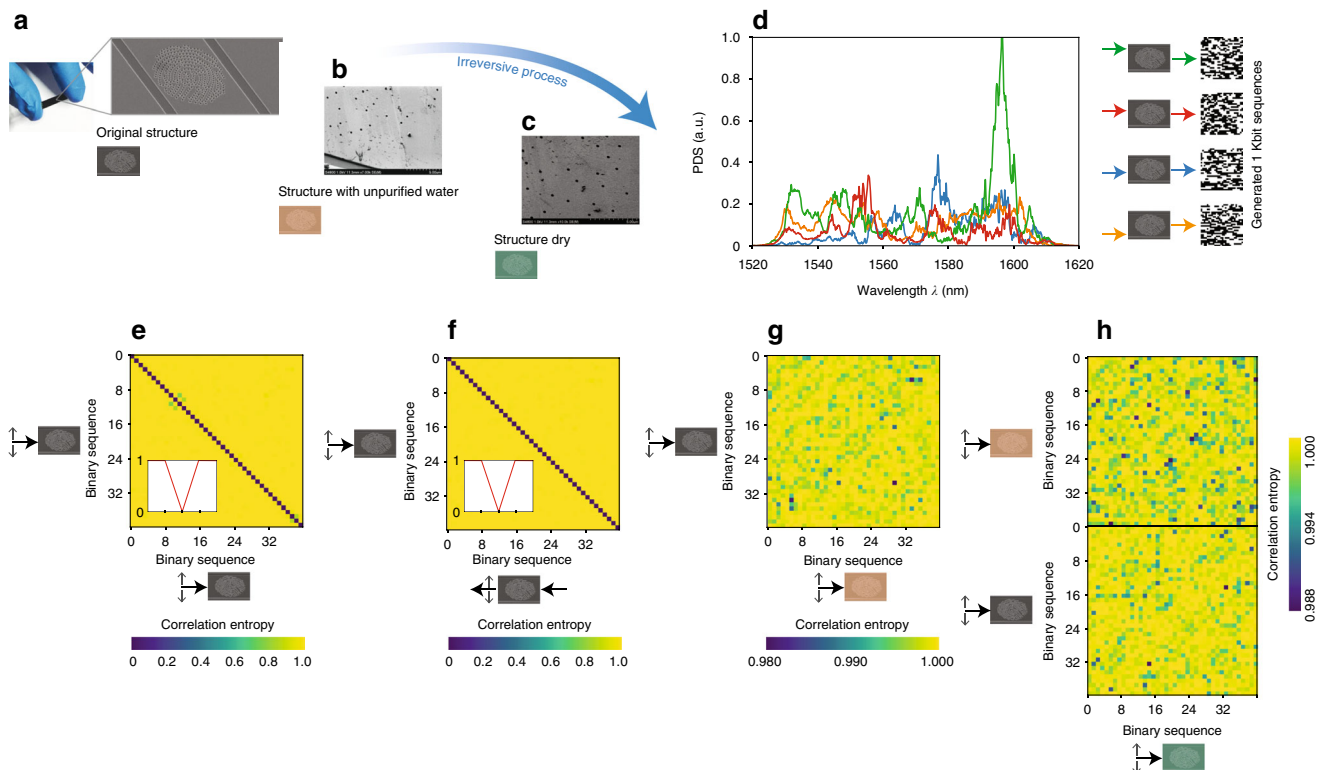 a
Original structure
b
Irreversive process
Structure with unpurified water
c
Structure dry
d
PDS (a.u.)
1.0
0.8
0.6
0.4
0.2
0
1520
1540
1560
1580
1600
1620
Wavelength λ (nm)
Generated 1 Kbit sequences
e
Binary sequence
0
8
16
24
32
1
0
0
8
16
24
32
Binary sequence
Correlation entropy
0
0.2
0.4
0.6
0.8
1.0
f
Binary sequence
0
8
16
24
32
1
0
0
8
16
24
32
Binary sequence
Correlation entropy
0
0.2
0.4
0.6
0.8
1.0
g
Binary sequence
0
8
16
24
32
0
8
16
24
32
Binary sequence
Correlation entropy
0.980
0.990
1.000
h
Binary sequence
0
8
16
24
32
Binary sequence
0
8
16
24
32
0
8
16
24
32
Binary sequence
Correlation entropy
1.000
0.994
0.988